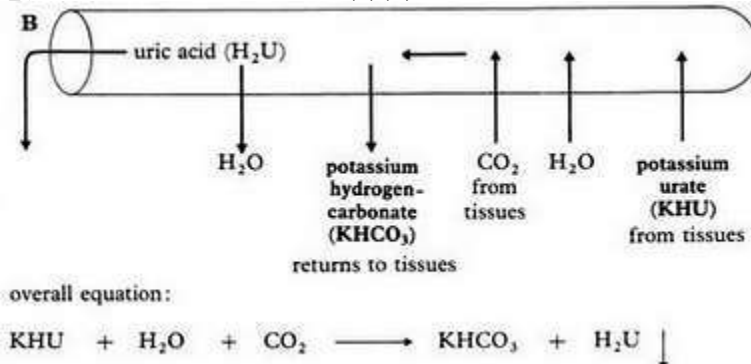 B
uric acid (H₂U)
H₂O
potassium
hydrogen-
carbonate
(KHCO₃)
returns to tissues
CO₂
from
tissues
H₂O
potassium
urate
(KHU)
from tissues
overall equation:
KHU + H₂O + CO₂ ⟶ KHCO₃ + H₂U ↓